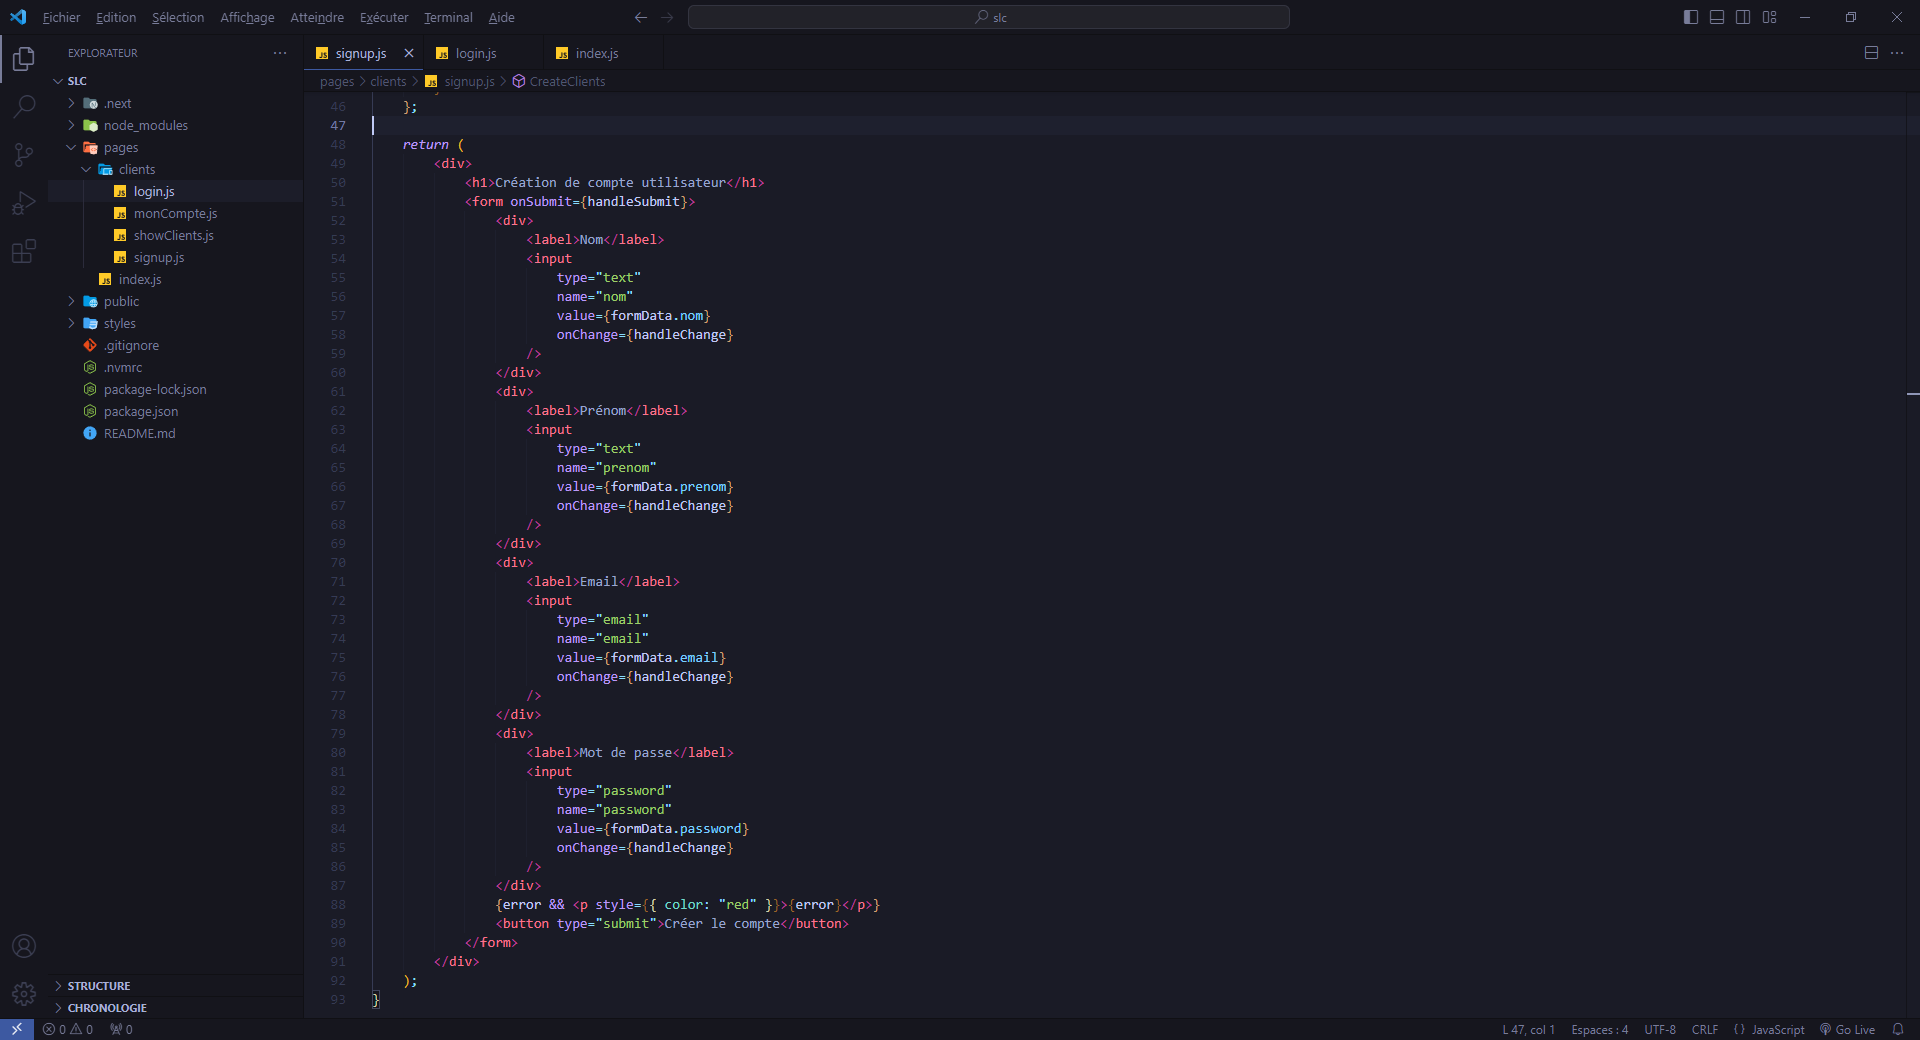 Fichier Edition Sélection Affichage Atteindre Exécuter Terminal Aide
slc
EXPLORATEUR
SLC
.next
node_modules
pages
clients
login.js
monCompte.js
showClients.js
signup.js
index.js
public
styles
.gitignore
.nvmrc
package-lock.json
package.json
README.md
STRUCTURE
CHRONOLOGIE
signup.js login.js index.js
pages > clients > signup.js > CreateClients
46 };
47
48 return (
49 <div>
50 <h1>Création de compte utilisateur</h1>
51 <form onSubmit={handleSubmit}>
52 <div>
53 <label>Nom</label>
54 <input
55 type="text"
56 name="nom"
57 value={formData.nom}
58 onChange={handleChange}
59 />
60 </div>
61 <div>
62 <label>Prénom</label>
63 <input
64 type="text"
65 name="prenom"
66 value={formData.prenom}
67 onChange={handleChange}
68 />
69 </div>
70 <div>
71 <label>Email</label>
72 <input
73 type="email"
74 name="email"
75 value={formData.email}
76 onChange={handleChange}
77 />
78 </div>
79 <div>
80 <label>Mot de passe</label>
81 <input
82 type="password"
83 name="password"
84 value={formData.password}
85 onChange={handleChange}
86 />
87 </div>
88 {error && <p style={{ color: "red" }}>{error}</p>}
89 <button type="submit">Créer le compte</button>
90 </form>
91 </div>
92 );
93 }
0 0 0 L 47, col 1 Espaces : 4 UTF-8 CRLF {} JavaScript Go Live